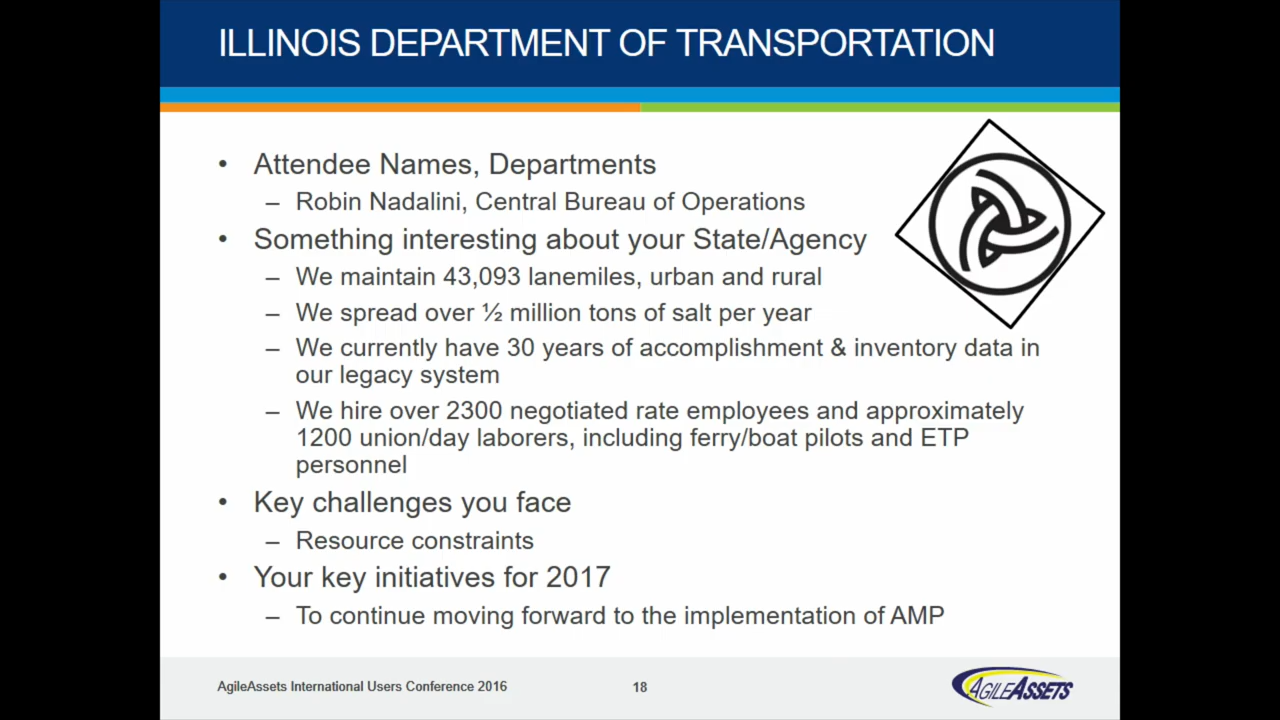 ILLINOIS DEPARTMENT OF TRANSPORTATION
• Attendee Names, Departments
– Robin Nadalini, Central Bureau of Operations
• Something interesting about your State/Agency
– We maintain 43,093 lanemiles, urban and rural
– We spread over ½ million tons of salt per year
– We currently have 30 years of accomplishment & inventory data in
our legacy system
– We hire over 2300 negotiated rate employees and approximately
1200 union/day laborers, including ferry/boat pilots and ETP
personnel
• Key challenges you face
– Resource constraints
• Your key initiatives for 2017
– To continue moving forward to the implementation of AMP
AgileAssets International Users Conference 2016
18
AGILEASSETS